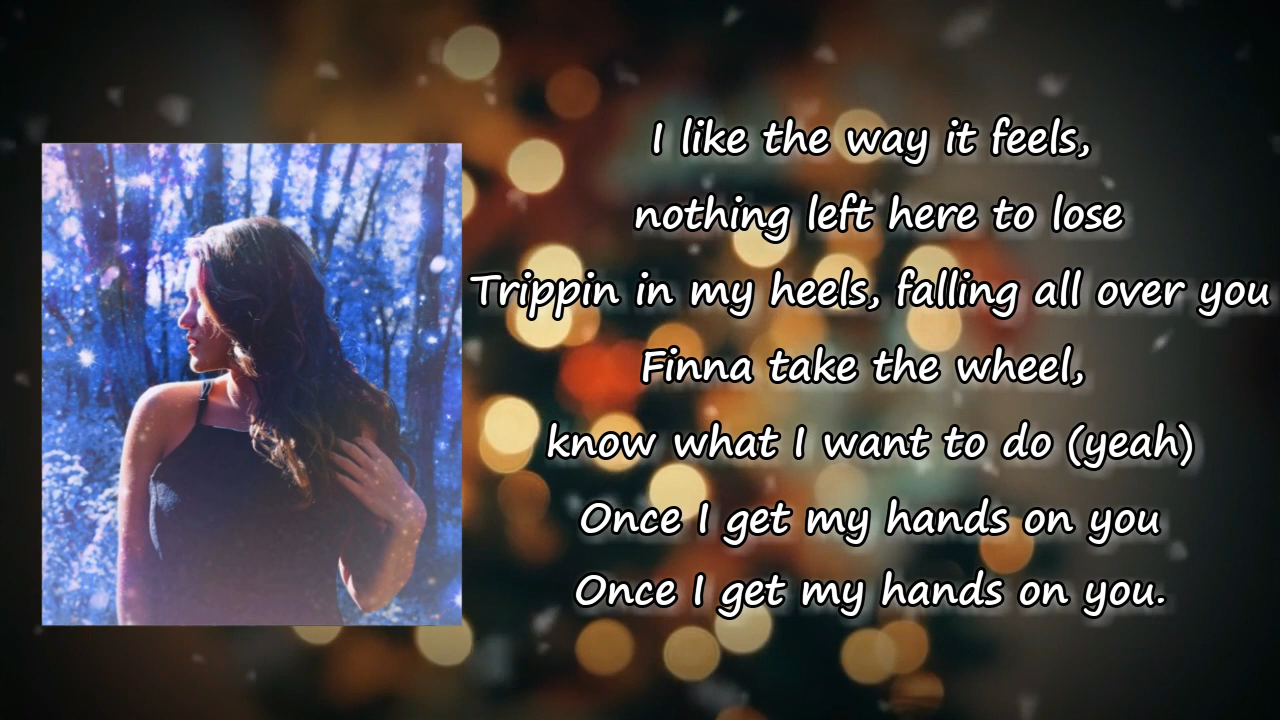 I like the way it feels,
nothing left here to lose
Trippin in my heels, falling all over you
Finna take the wheel,
know what I want to do (yeah)
Once I get my hands on you
Once I get my hands on you.